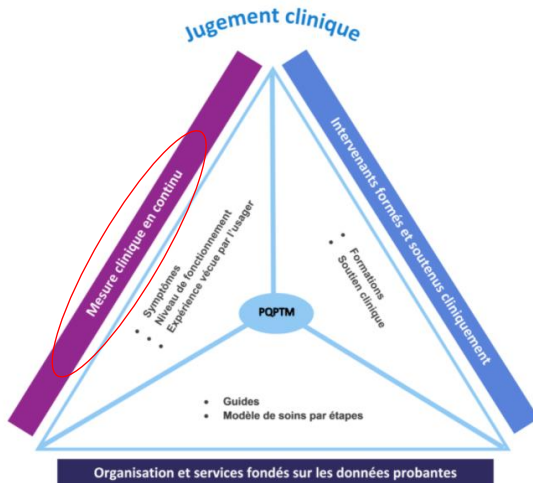 Jugement clinique
Mesure clinique en continu
Intervenants formés et soutenus cliniquement
• Symptômes
• Niveau de fonctionnement
• Expérience vécue par l'usager
• Formations
• Soutien clinique
PQPTM
• Guides
• Modèle de soins par étapes
Organisation et services fondés sur les données probantes